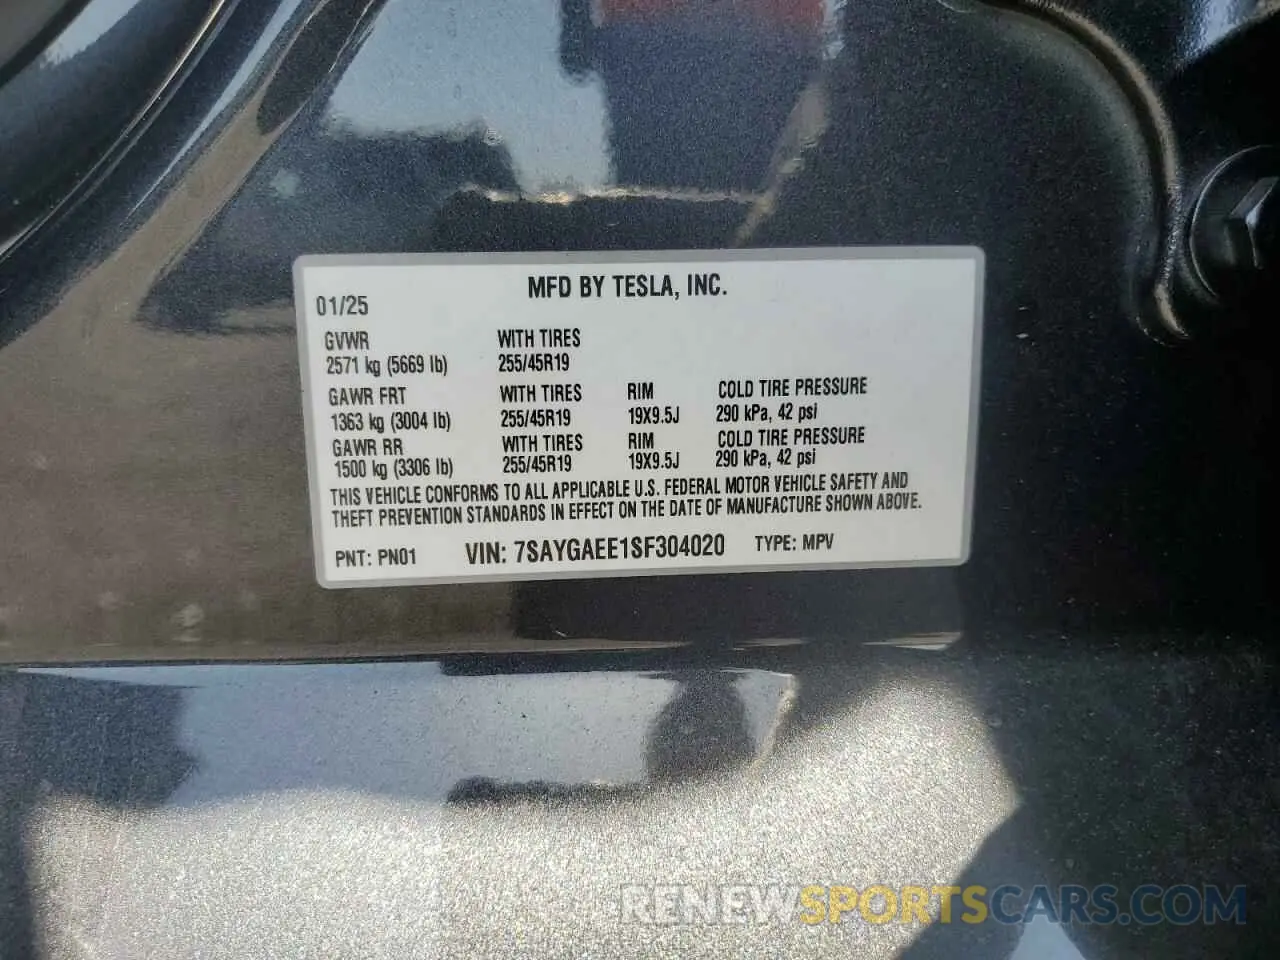 MFD BY TESLA, INC.
01/25
GVWR WITH TIRES
2571 kg (5669 lb) 255/45R19
GAWR FRT WITH TIRES RIM COLD TIRE PRESSURE
1363 kg (3004 lb) 255/45R19 19X9.5J 290 kPa, 42 psi
GAWR RR WITH TIRES RIM COLD TIRE PRESSURE
1500 kg (3306 lb) 255/45R19 19X9.5J 290 kPa, 42 psi
THIS VEHICLE CONFORMS TO ALL APPLICABLE U.S. FEDERAL MOTOR VEHICLE SAFETY AND
THEFT PREVENTION STANDARDS IN EFFECT ON THE DATE OF MANUFACTURE SHOWN ABOVE.
PNT: PN01 VIN: 7SAYGAEE1SF304020 TYPE: MPV
RENEWSPORTSCARS.COM